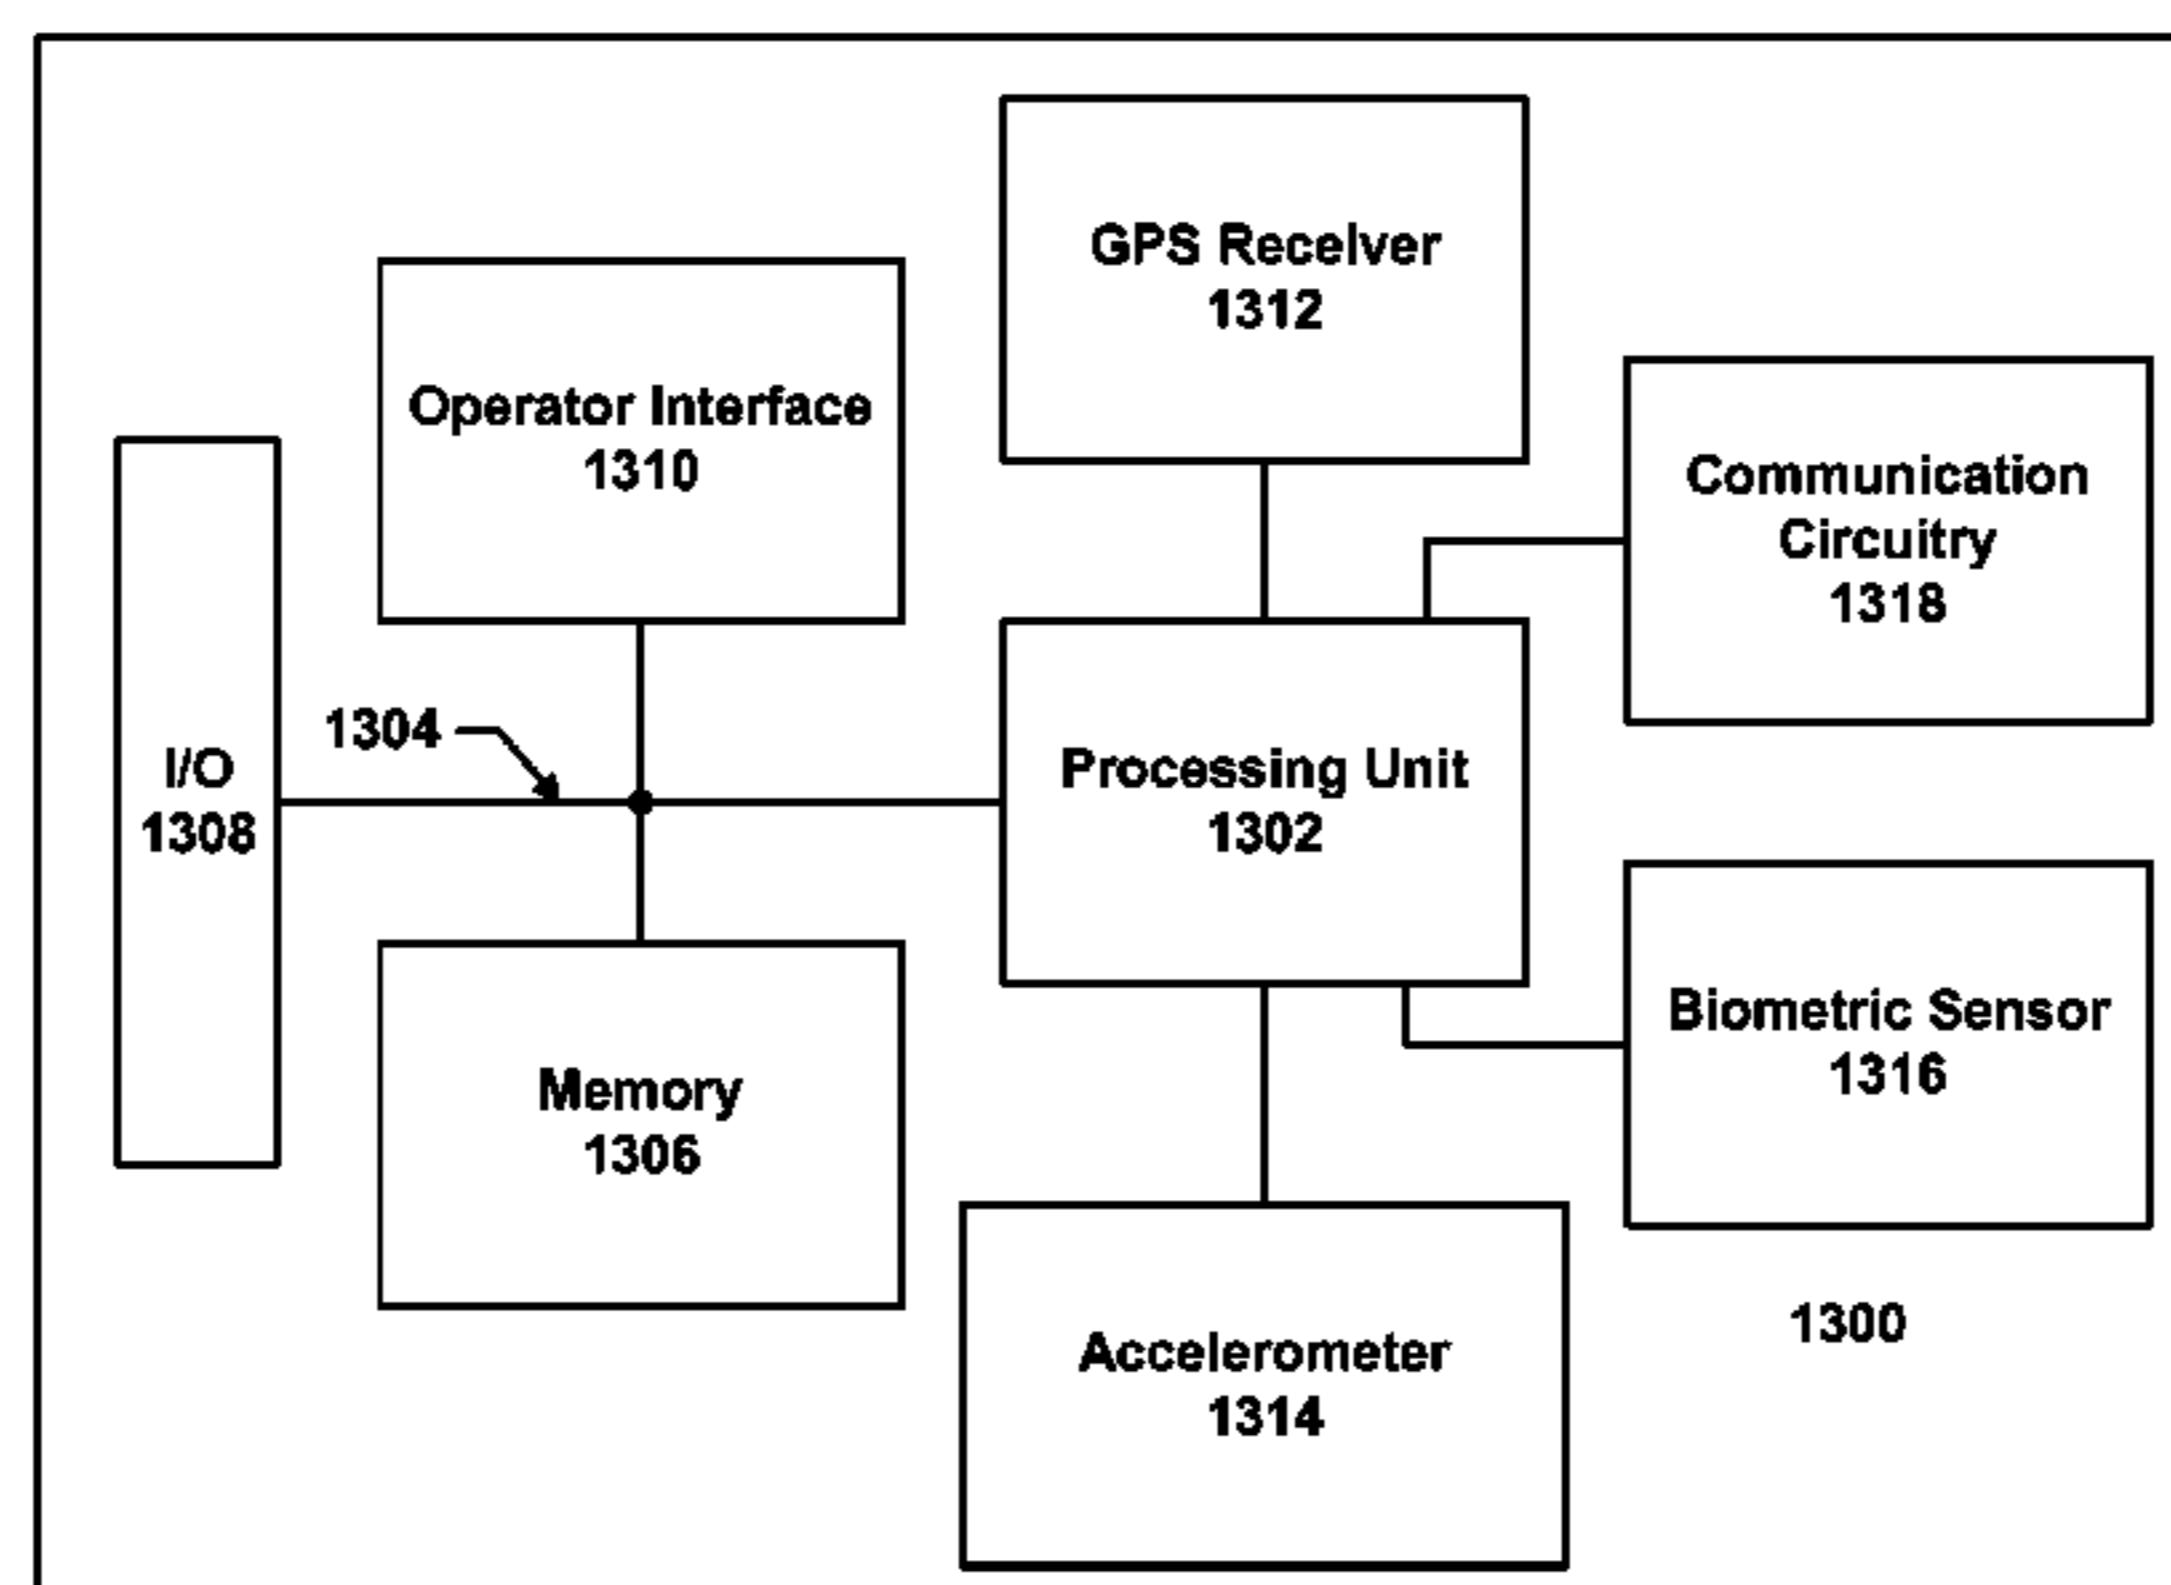 GPS Receiver
1312
Operator Interface
1310
Communication
Circuitry
1318
1304
I/O
1308
Processing Unit
1302
Biometric Sensor
1316
Memory
1306
1300
Accelerometer
1314